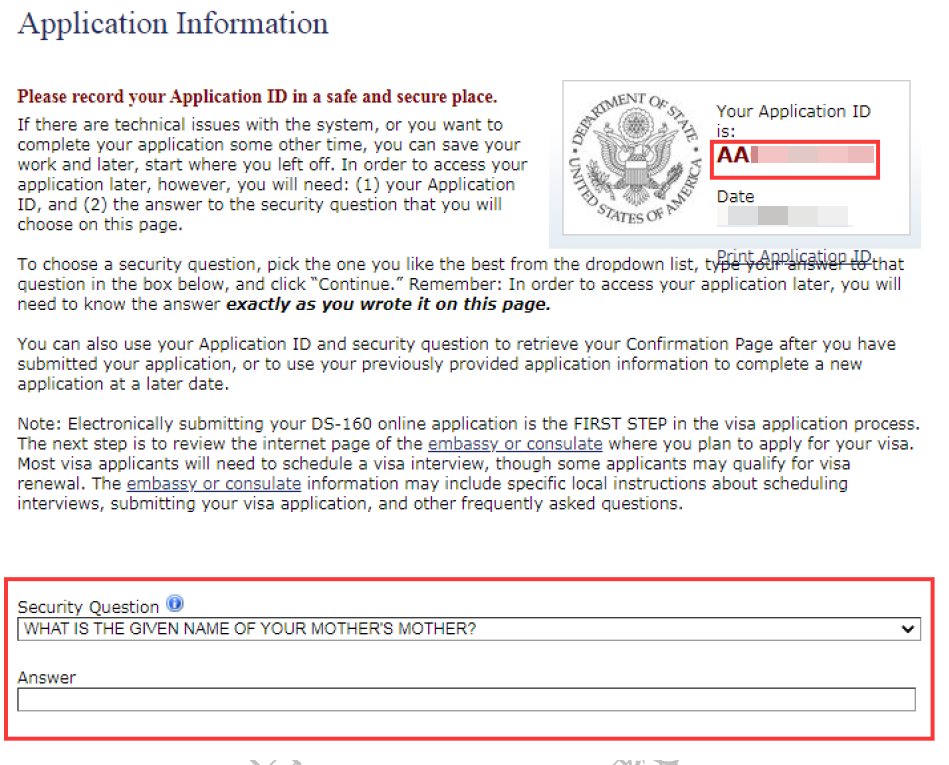 Application Information
Please record your Application ID in a safe and secure place.
If there are technical issues with the system, or you want to
complete your application some other time, you can save your
work and later, start where you left off. In order to access your
application later, however, you will need: (1) your Application
ID, and (2) the answer to the security question that you will
choose on this page.
DEPARTMENT OF STATE
UNITED STATES OF AMERICA
Your Application ID
is:
AA
Date
Print Application ID
To choose a security question, pick the one you like the best from the dropdown list, type your answer to that
question in the box below, and click “Continue.” Remember: In order to access your application later, you will
need to know the answer exactly as you wrote it on this page.
You can also use your Application ID and security question to retrieve your Confirmation Page after you have
submitted your application, or to use your previously provided application information to complete a new
application at a later date.
Note: Electronically submitting your DS-160 online application is the FIRST STEP in the visa application process.
The next step is to review the internet page of the embassy or consulate where you plan to apply for your visa.
Most visa applicants will need to schedule a visa interview, though some applicants may qualify for visa
renewal. The embassy or consulate information may include specific local instructions about scheduling
interviews, submitting your visa application, and other frequently asked questions.
Security Question
WHAT IS THE GIVEN NAME OF YOUR MOTHER'S MOTHER?
Answer